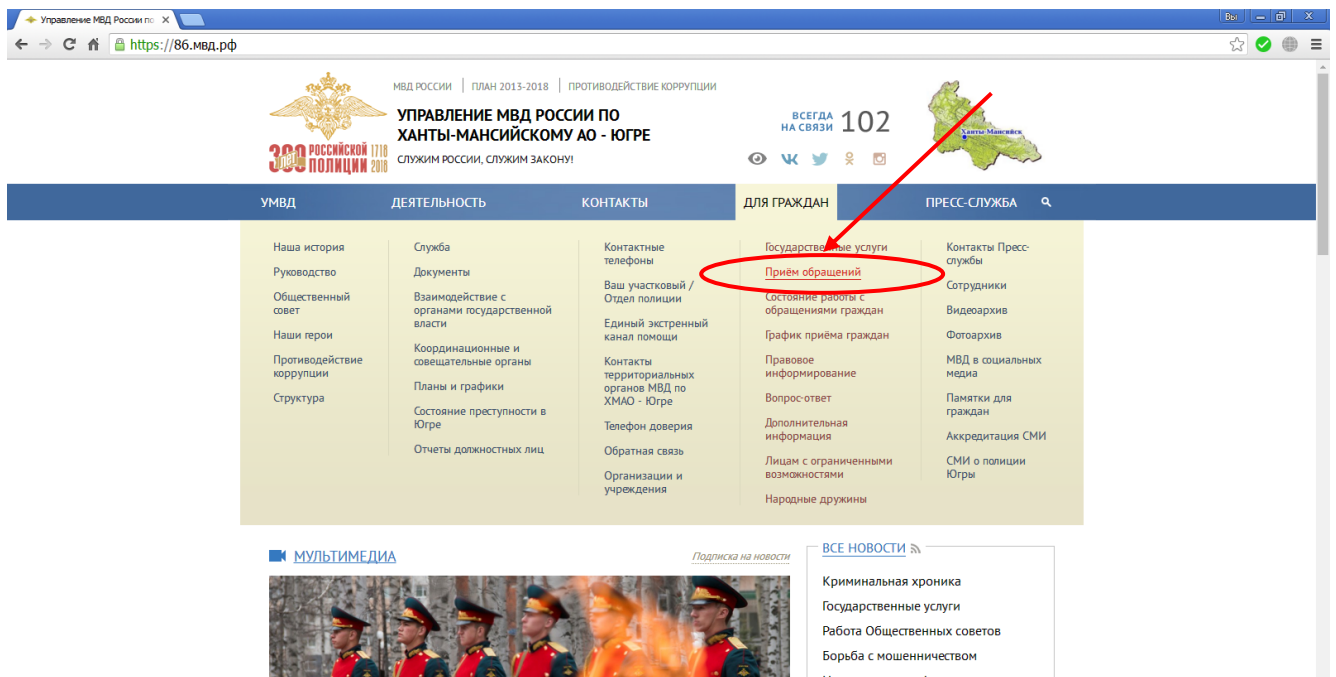 Управление МВД России по
Вы
https://86.мвд.рф
МВД РОССИИ | ПЛАН 2013-2018 | ПРОТИВОДЕЙСТВИЕ КОРРУПЦИИ
УПРАВЛЕНИЕ МВД РОССИИ ПО
ХАНТЫ-МАНСИЙСКОМУ АО - ЮГРЕ
СЛУЖИМ РОССИИ, СЛУЖИМ ЗАКОНУ!
300 лет РОССИЙСКОЙ 1718
ПОЛИЦИИ 2018
ВСЕГДА
НА СВЯЗИ 102
Ханты-Мансийск
УМВД
ДЕЯТЕЛЬНОСТЬ
КОНТАКТЫ
ДЛЯ ГРАЖДАН
ПРЕСС-СЛУЖБА
Наша история
Руководство
Общественный
совет
Наши герои
Противодействие
коррупции
Структура
Служба
Документы
Взаимодействие с
органами государственной
власти
Координационные и
совещательные органы
Планы и графики
Состояние преступности в
Югре
Отчеты должностных лиц
Контактные
телефоны
Ваш участковый /
Отдел полиции
Единый экстренный
канал помощи
Контакты
территориальных
органов МВД по
ХМАО - Югре
Телефон доверия
Обратная связь
Организации и
учреждения
Государственные услуги
Приём обращений
Состояние работы с
обращениями граждан
График приёма граждан
Правовое
информирование
Вопрос-ответ
Дополнительная
информация
Лицам с ограниченными
возможностями
Народные дружины
Контакты Пресс-
службы
Сотрудники
Видеоархив
Фотоархив
МВД в социальных
медиа
Памятки для
граждан
Аккредитация СМИ
СМИ о полиции
Югры
МУЛЬТИМЕДИА
Подписка на новости
ВСЕ НОВОСТИ
Криминальная хроника
Государственные услуги
Работа Общественных советов
Борьба с мошенничеством